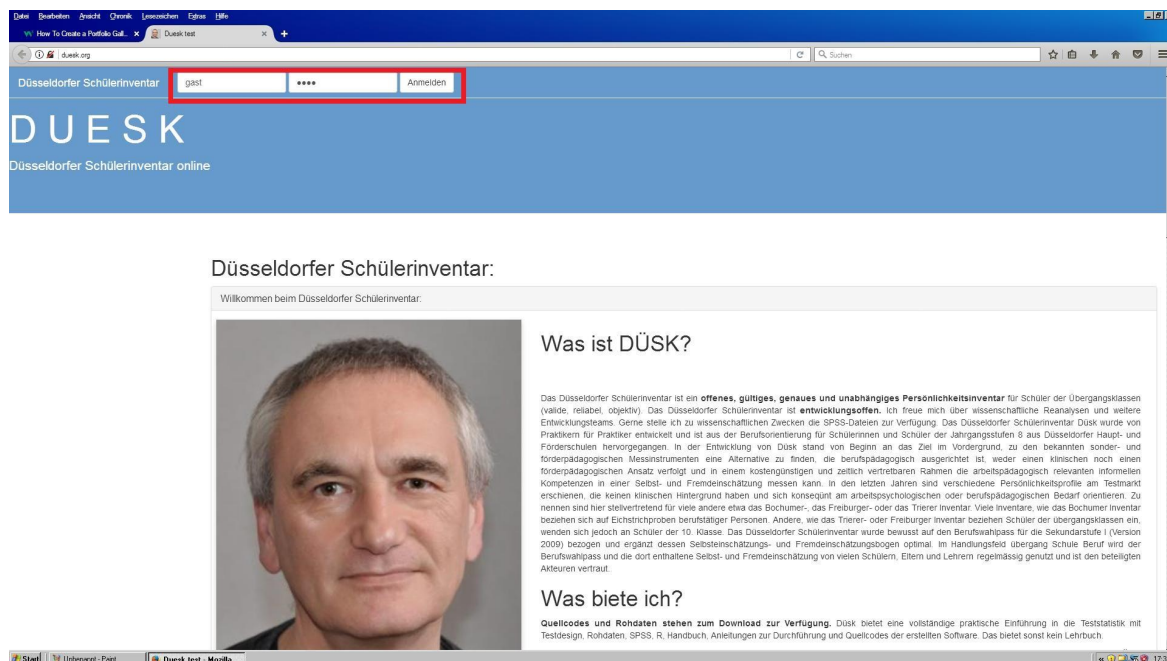 Datei Bearbeiten Ansicht Chronik Lesezeichen Extras Hilfe
How To Create a Portfolio Gall... × Duesk test × +
duesk.org Suchen
Düsseldorfer Schülerinventar gast •••• Anmelden
D U E S K
Düsseldorfer Schülerinventar online
Düsseldorfer Schülerinventar:
Willkommen beim Düsseldorfer Schülerinventar:
Was ist DÜSK?
Das Düsseldorfer Schülerinventar ist ein offenes, gültiges, genaues und unabhängiges Persönlichkeitsinventar für Schüler der Übergangsklassen
(valide, reliabel, objektiv). Das Düsseldorfer Schülerinventar ist entwicklungsoffen. Ich freue mich über wissenschaftliche Reanalysen und weitere
Entwicklungsteams. Gerne stelle ich zu wissenschaftlichen Zwecken die SPSS-Dateien zur Verfügung. Das Düsseldorfer Schülerinventar Düsk wurde von
Praktikern für Praktiker entwickelt und ist aus der Berufsorientierung für Schülerinnen und Schüler der Jahrgangsstufen 8 aus Düsseldorfer Haupt- und
Förderschulen hervorgegangen. In der Entwicklung von Düsk stand von Beginn an das Ziel im Vordergrund, zu den bekannten sonder- und
förderpädagogischen Messinstrumenten eine Alternative zu finden, die berufspädagogisch ausgerichtet ist, weder einen klinischen noch einen
förderpädagogischen Ansatz verfolgt und in einem kostengünstigen und zeitlich vertretbaren Rahmen die arbeitspädagogisch relevanten informellen
Kompetenzen in einer Selbst- und Fremdeinschätzung messen kann. In den letzten Jahren sind verschiedene Persönlichkeitsprofile am Testmarkt
erschienen, die keinen klinischen Hintergrund haben und sich konseqünt am arbeitspsychologischen oder berufspädagogischen Bedarf orientieren. Zu
nennen sind hier stellvertretend für viele andere etwa das Bochumer-, das Freiburger- oder das Trierer Inventar. Viele Inventare, wie das Bochumer Inventar
beziehen sich auf Eichstrichproben berufstätiger Personen. Andere, wie das Trierer- oder Freiburger Inventar beziehen Schüler der übergangsklassen ein,
wenden sich jedoch an Schüler der 10. Klasse. Das Düsseldorfer Schülerinventar wurde bewusst auf den Berufswahlpass für die Sekundarstufe I (Version
2009) bezogen und ergänzt dessen Selbsteinschätzungs- und Fremdeinschätzungsbogen optimal. Im Handlungsfeld übergang Schule Beruf wird der
Berufswahlpass und die dort enthaltene Selbst- und Fremdeinschätzung von vielen Schülern, Eltern und Lehrern regelmässig genutzt und ist den beteiligten
Akteuren vertraut.
Was biete ich?
Quellcodes und Rohdaten stehen zum Download zur Verfügung. Düsk bietet eine vollständige praktische Einführung in die Teststatistik mit
Testdesign, Rohdaten, SPSS, R, Handbuch, Anleitungen zur Durchführung und Quellcodes der erstellten Software. Das bietet sonst kein Lehrbuch.
Start Unbenannt - Paint Duesk test - Mozilla...